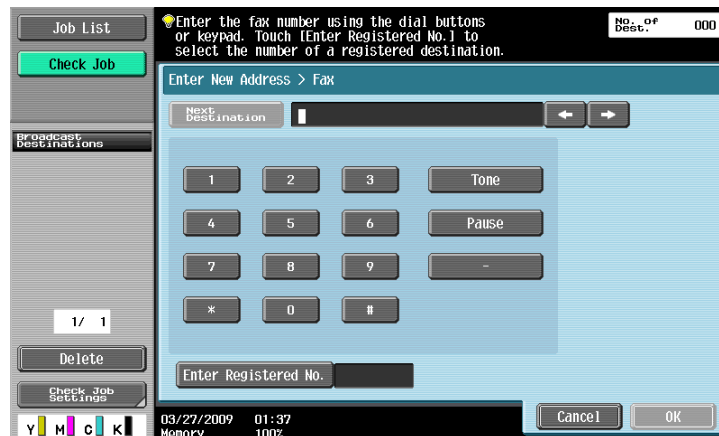 Job List
Check Job
Enter the fax number using the dial buttons
or keypad. Touch [Enter Registered No.] to
select the number of a registered destination.
No. of
Dest.
000
Enter New Address > Fax
Next
Destination
← →
Broadcast
Destinations
1 2 3 Tone
4 5 6 Pause
7 8 9 -
* 0 #
1/ 1
Delete
Enter Registered No.
Check Job
Settings
Cancel OK
Y M C K
03/27/2009 01:37
Memory 100%